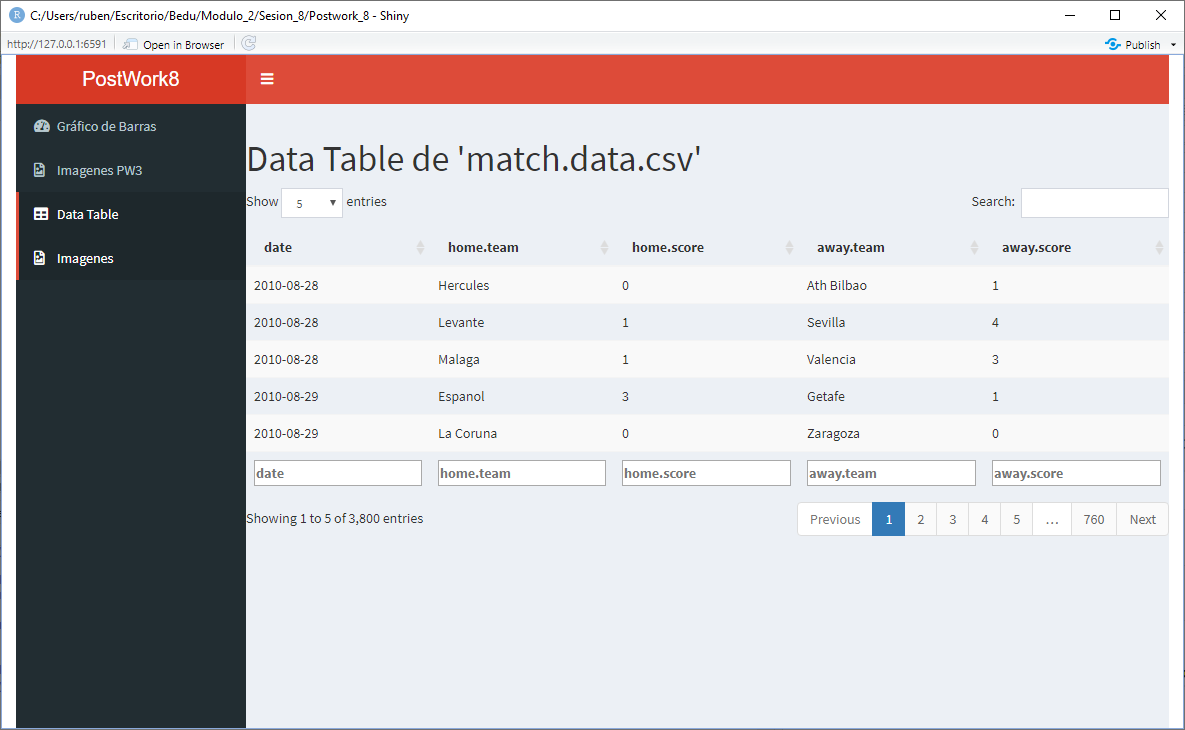 C:/Users/ruben/Escritorio/Bedu/Modulo_2/Sesion_8/Postwork_8 - Shiny
http://127.0.0.1:6591 Open in Browser Publish
PostWork8
Gráfico de Barras
Imagenes PW3
Data Table
Imagenes
Data Table de 'match.data.csv'
Show 5 entries Search:
date home.team home.score away.team away.score
2010-08-28 Hercules 0 Ath Bilbao 1
2010-08-28 Levante 1 Sevilla 4
2010-08-28 Malaga 1 Valencia 3
2010-08-29 Espanol 3 Getafe 1
2010-08-29 La Coruna 0 Zaragoza 0
date home.team home.score away.team away.score
Showing 1 to 5 of 3,800 entries Previous 1 2 3 4 5 … 760 Next